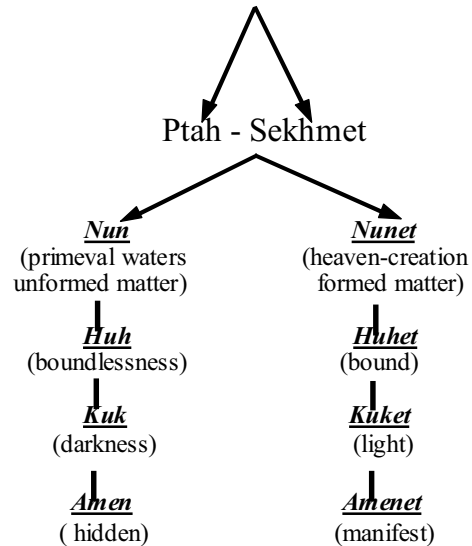 Ptah - Sekhmet
Nun
(primeval waters
unformed matter)
Nunet
(heaven-creation
formed matter)
Huh
(boundlessness)
Huhet
(bound)
Kuk
(darkness)
Kuket
(light)
Amen
( hidden)
Amenet
(manifest)